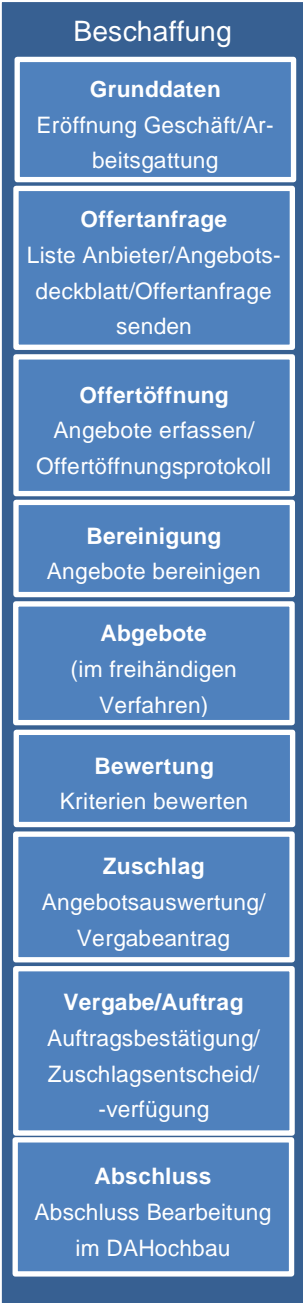 Beschaffung
Grunddaten
Eröffnung Geschäft/Ar-
beitsgattung
Offertanfrage
Liste Anbieter/Angebots-
deckblatt/Offertanfrage
senden
Offertöffnung
Angebote erfassen/
Offertöffnungsprotokoll
Bereinigung
Angebote bereinigen
Abgebote
(im freihändigen
Verfahren)
Bewertung
Kriterien bewerten
Zuschlag
Angebotsauswertung/
Vergabeantrag
Vergabe/Auftrag
Auftragsbestätigung/
Zuschlagsentscheid/
-verfügung
Abschluss
Abschluss Bearbeitung
im DAHochbau